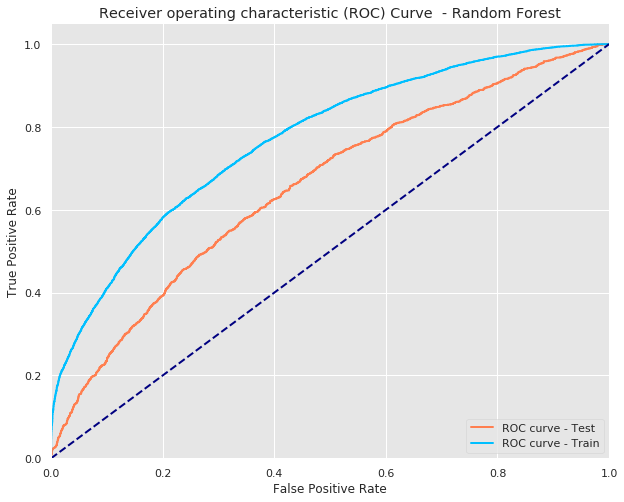 Receiver operating characteristic (ROC) Curve  - Random Forest
True Positive Rate
1.0
0.8
0.6
0.4
0.2
0.0
0.0 0.2 0.4 0.6 0.8 1.0
False Positive Rate
ROC curve - Test
ROC curve - Train